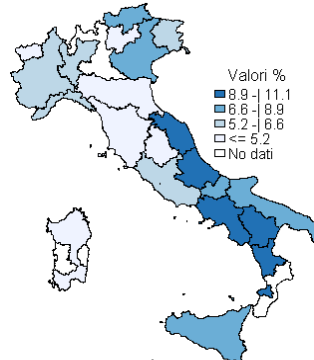 Valori %
8.9 -| 11.1
6.6 -| 8.9
5.2 -| 6.6
<= 5.2
No dati